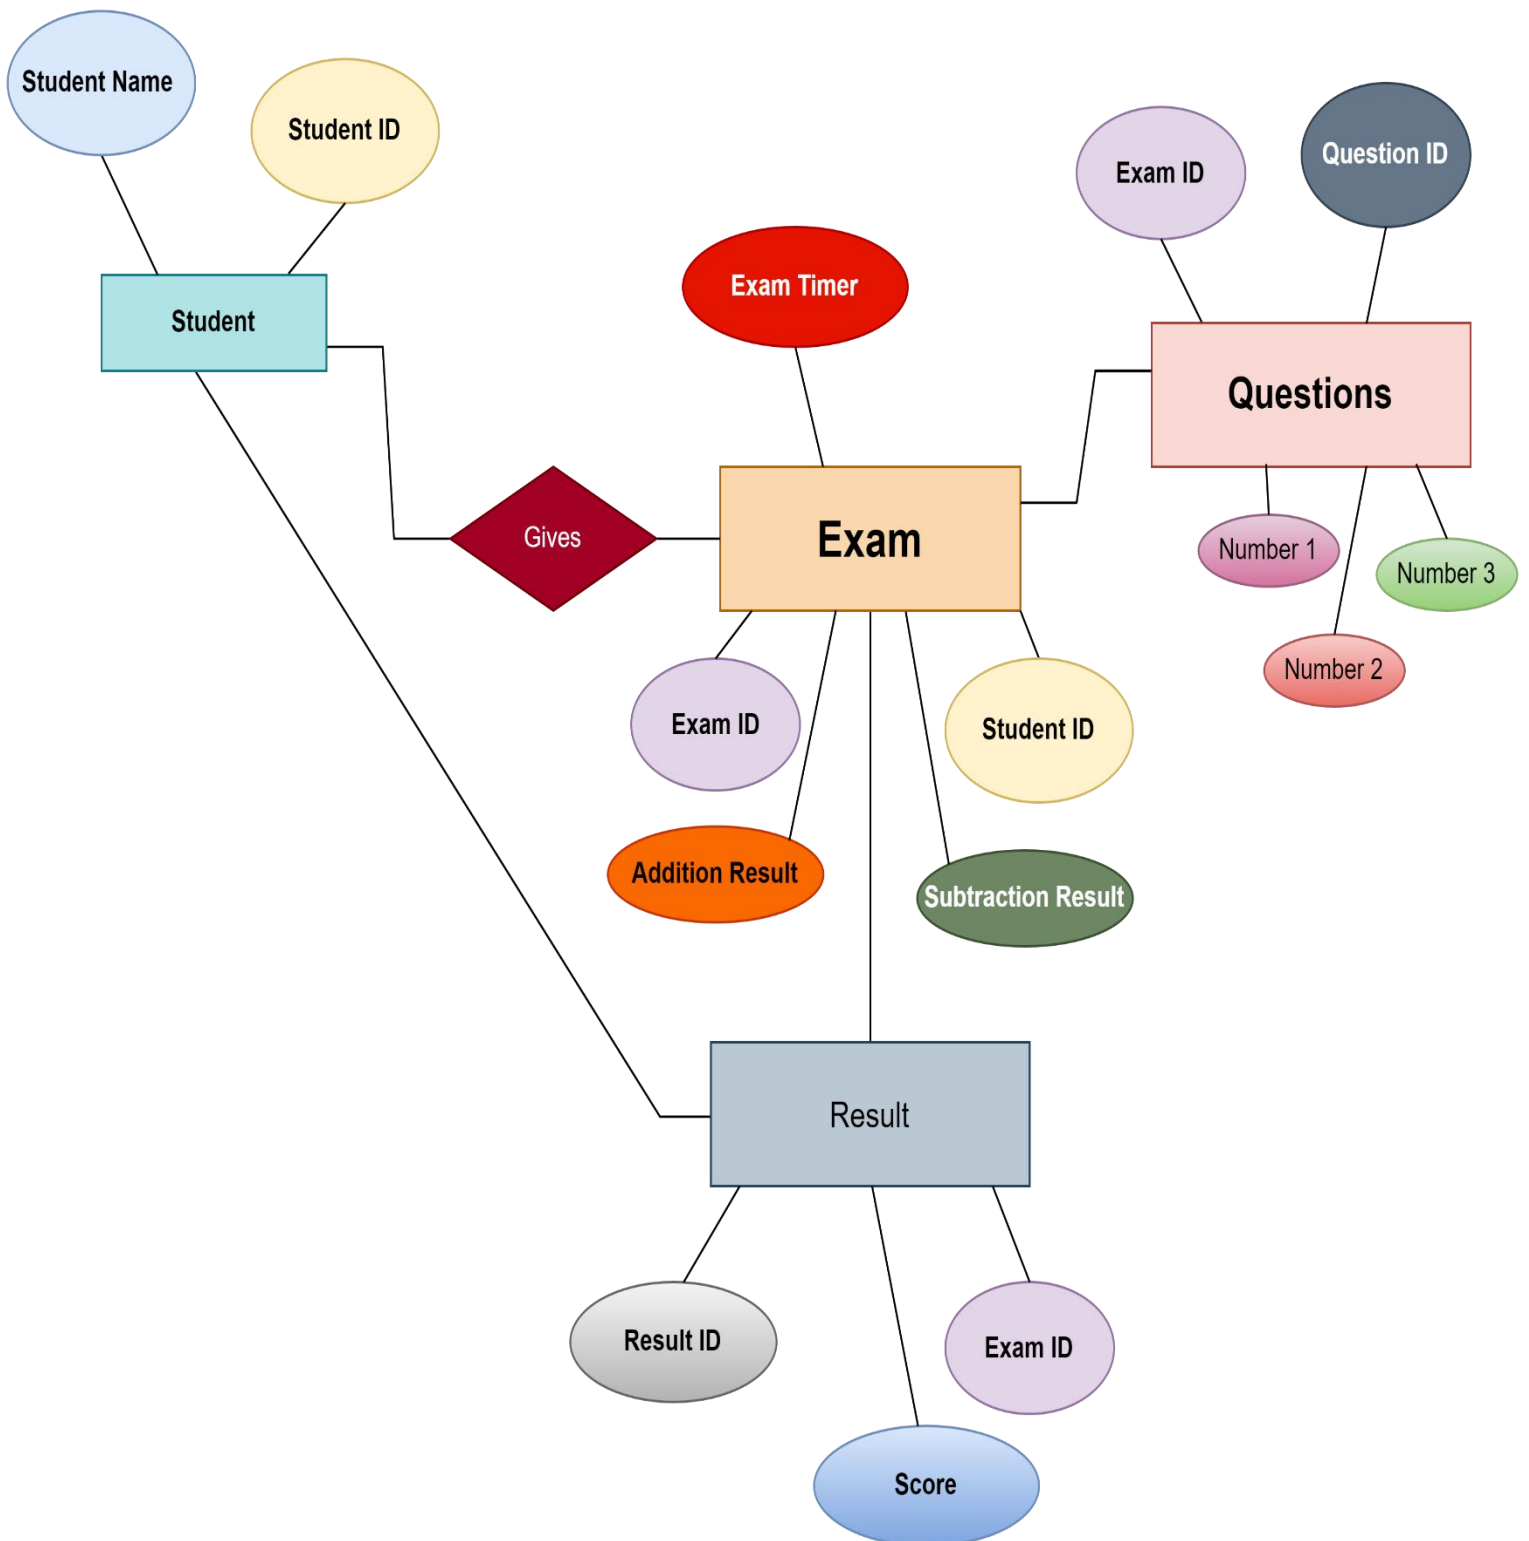 Student Name
Student ID
Exam ID
Question ID
Exam Timer
Student
Questions
Gives
Exam
Number 1
Number 3
Number 2
Exam ID
Student ID
Addition Result
Subtraction Result
Result
Result ID
Exam ID
Score